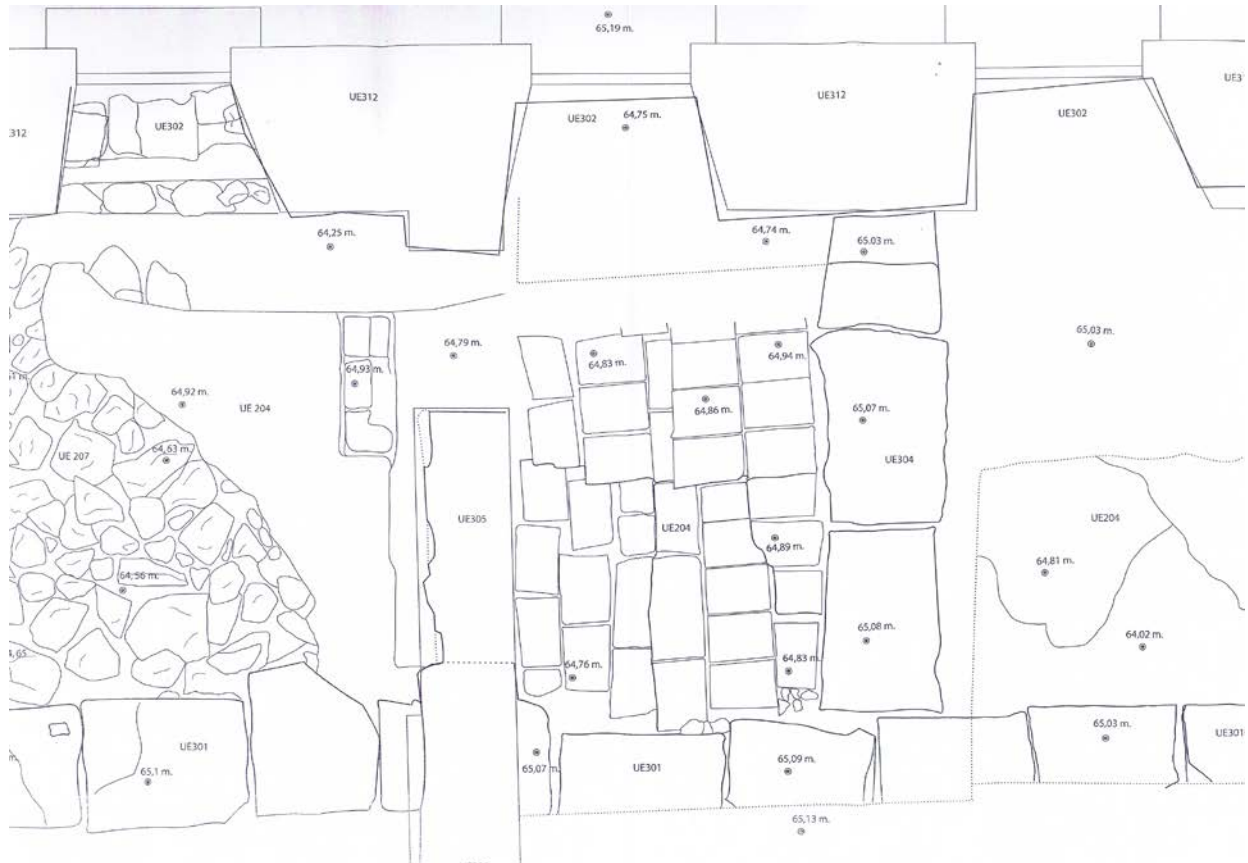 65,19 m.
UE312
UE312
UE302
64,75 m.
UE302
UE302
312
64,25 m.
64,74 m.
65.03 m.
65,03 m.
64,79 m.
64,83 m.
64,94 m.
64,93 m.
64,92 m.
UE 204
64,86 m.
65,07 m.
64,63 m.
UE 207
UE304
UE305
UE204
UE204
64,89 m.
64,81 m.
64,56 m.
65,08 m.
64,02 m.
64,76 m.
64,83 m.
65,03 m.
UE301
UE301
65,07 m.
UE301
65,09 m.
65,1 m.
65,13 m.